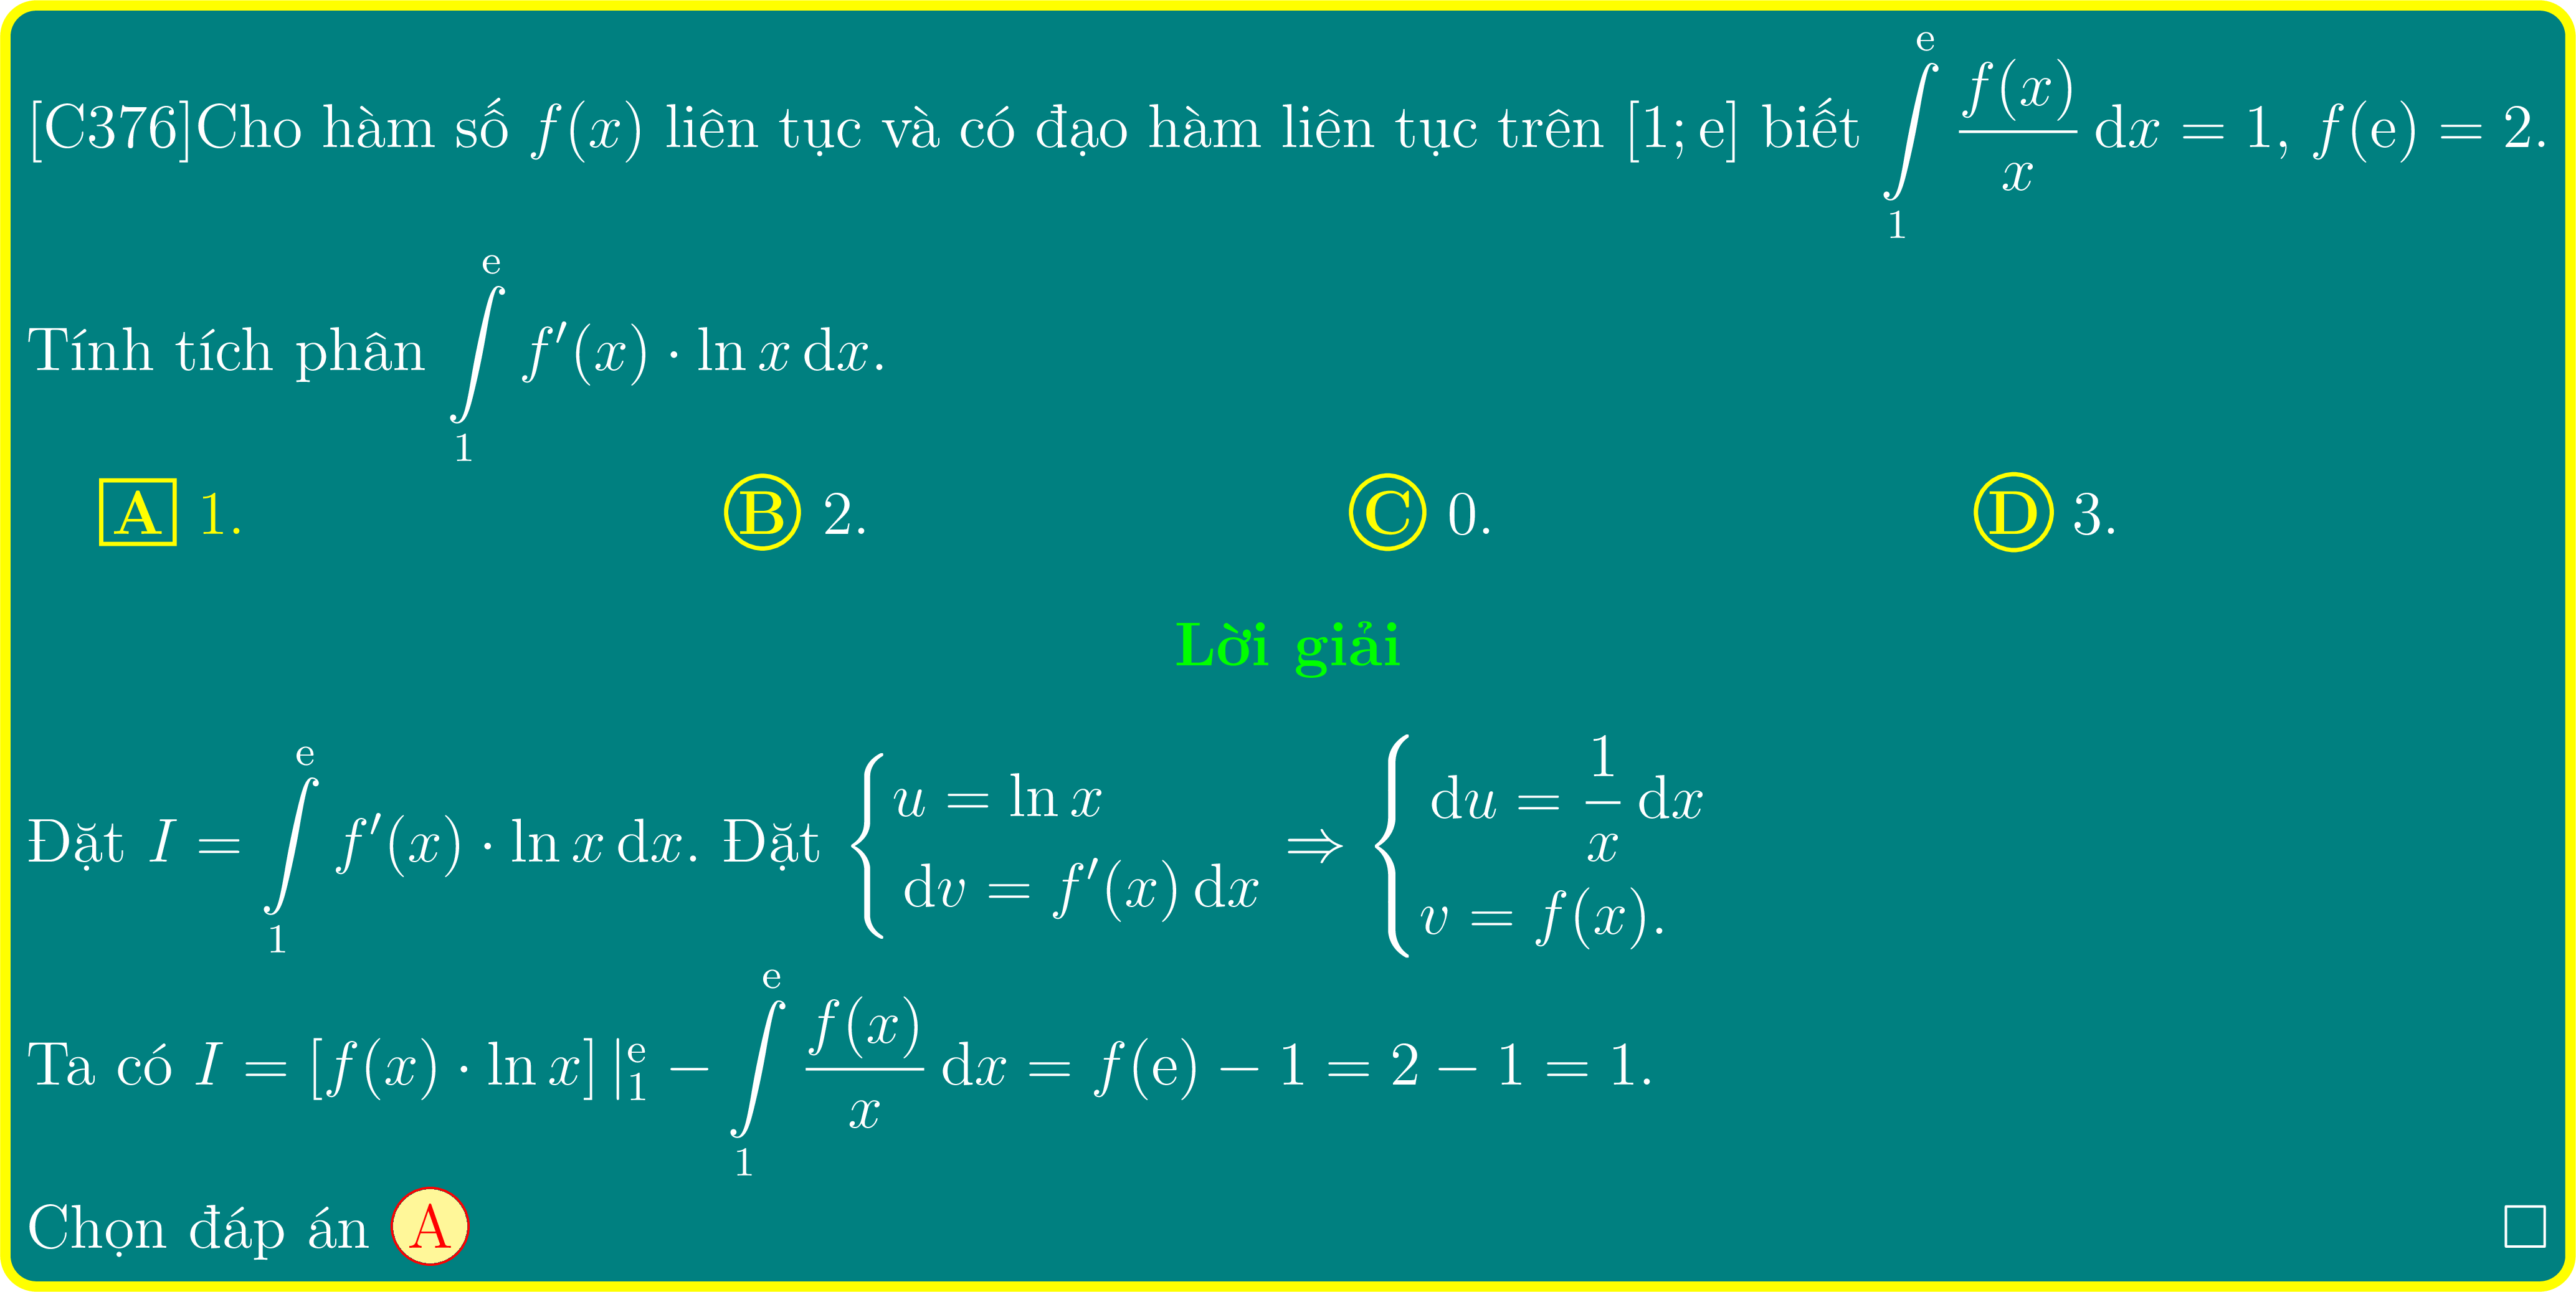 [C376]Cho hàm số $f(x)$ liên tục và có đạo hàm liên tục trên $[1;\mathrm{e}]$ biết $\int\limits_1^{\mathrm{e}} \frac{f(x)}{x}\,\mathrm{d}x = 1$, $f(\mathrm{e}) = 2$.
Tính tích phân $\int\limits_1^{\mathrm{e}} f'(x) \cdot \ln x\,\mathrm{d}x$.
A 1. B 2. C 0. D 3.
Lời giải
Đặt $I = \int\limits_1^{\mathrm{e}} f'(x) \cdot \ln x\,\mathrm{d}x$. Đặt $\begin{cases} u = \ln x \\ \mathrm{d}v = f'(x)\,\mathrm{d}x \end{cases} \Rightarrow \begin{cases} \mathrm{d}u = \frac{1}{x}\,\mathrm{d}x \\ v = f(x). \end{cases}$
Ta có $I = [f(x) \cdot \ln x]\,|_1^{\mathrm{e}} - \int\limits_1^{\mathrm{e}} \frac{f(x)}{x}\,\mathrm{d}x = f(\mathrm{e}) - 1 = 2 - 1 = 1$.
Chọn đáp án A □